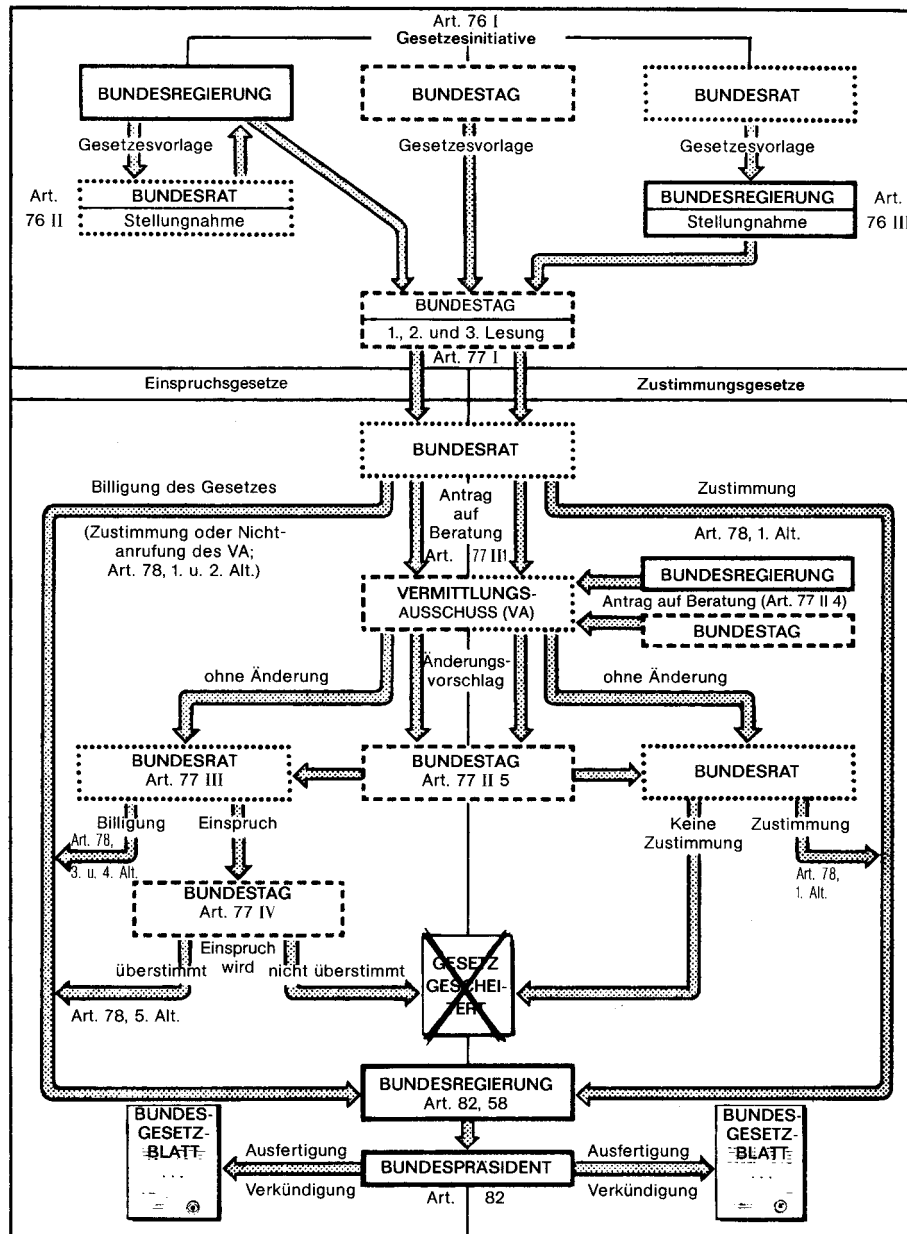 Art. 76 I
Gesetzesinitiative
BUNDESREGIERUNG
BUNDESTAG
BUNDESRAT
Gesetzesvorlage
Gesetzesvorlage
Gesetzesvorlage
Art.
76 II
BUNDESRAT
Stellungnahme
BUNDESREGIERUNG
Stellungnahme
Art.
76 III
BUNDESTAG
1., 2. und 3. Lesung
Art. 77 I
Einspruchsgesetze
Zustimmungsgesetze
BUNDESRAT
Billigung des Gesetzes
(Zustimmung oder Nicht-
anrufung des VA;
Art. 78, 1. u. 2. Alt.)
Antrag
auf
Beratung
Art. 77 II 1
Zustimmung
Art. 78, 1. Alt.
VERMITTLUNGS-
AUSSCHUSS (VA)
BUNDESREGIERUNG
Antrag auf Beratung (Art. 77 II 4)
BUNDESTAG
ohne Änderung
Änderungs-
vorschlag
ohne Änderung
BUNDESRAT
Art. 77 III
BUNDESTAG
Art. 77 II 5
BUNDESRAT
Billigung
Art. 78,
3. u. 4. Alt.
Einspruch
Keine
Zustimmung
Zustimmung
Art. 78,
1. Alt.
BUNDESTAG
Art. 77 IV
Einspruch
wird
überstimmt
nicht überstimmt
Art. 78, 5. Alt.
GESETZ
GESCHEI-
TERT
BUNDESREGIERUNG
Art. 82, 58
BUNDES-
GESETZ-
BLATT
Ausfertigung
Verkündigung
BUNDESPRÄSIDENT
Art. 82
Ausfertigung
Verkündigung
BUNDES-
GESETZ-
BLATT